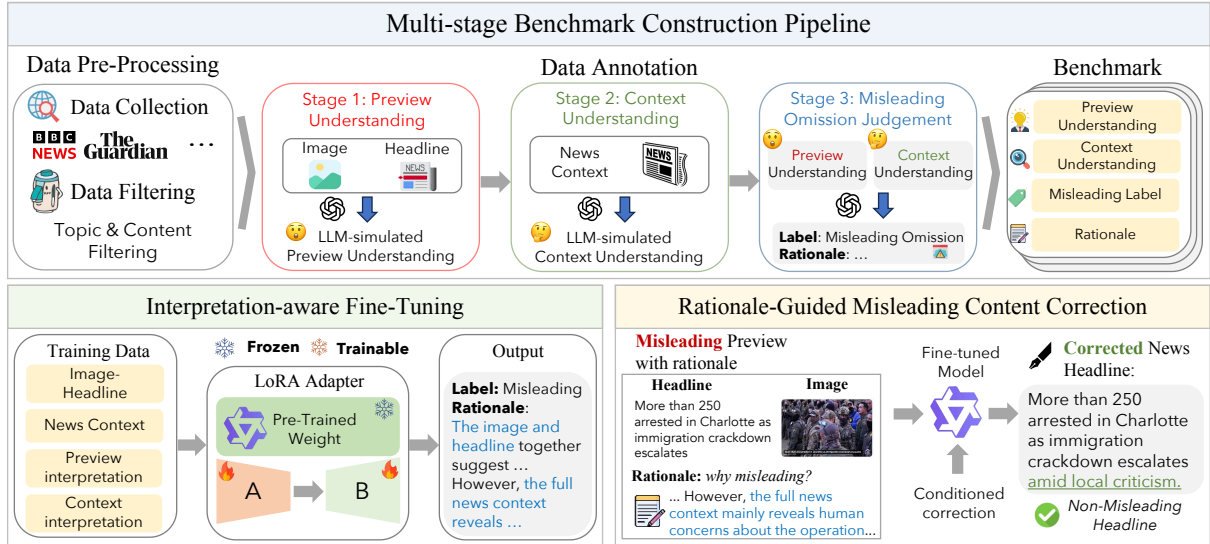 Multi-stage Benchmark Construction Pipeline
Data Pre-Processing
Data Collection
BBC
NEWS
The
Guardian
...
Data Filtering
Topic & Content
Filtering
Data Annotation
Stage 1: Preview
Understanding
Image
Headline
NEWS
LLM-simulated
Preview Understanding
Stage 2: Context
Understanding
News
Context
NEWS
LLM-simulated
Context Understanding
Stage 3: Misleading
Omission Judgement
Preview
Understanding
Context
Understanding
Label: Misleading Omission
Rationale: ...
Benchmark
Preview
Understanding
Context
Understanding
Misleading Label
Rationale
Interpretation-aware Fine-Tuning
Training Data
Image-
Headline
News Context
Preview
interpretation
Context
interpretation
Frozen
Trainable
LoRA Adapter
Pre-Trained
Weight
A
B
Output
Label: Misleading
Rationale:
The image and
headline together
suggest ...
However, the full
news context
reveals ...
Rationale-Guided Misleading Content Correction
Misleading Preview
with rationale
Headline
More than 250
arrested in Charlotte
as immigration
crackdown
escalates
Image
Rationale: why misleading?
... However, the full news
context mainly reveals human
concerns about the operation...
Fine-tuned
Model
Conditioned
correction
Corrected News
Headline:
More than 250
arrested in Charlotte
as immigration
crackdown escalates
amid local criticism.
Non-Misleading
Headline